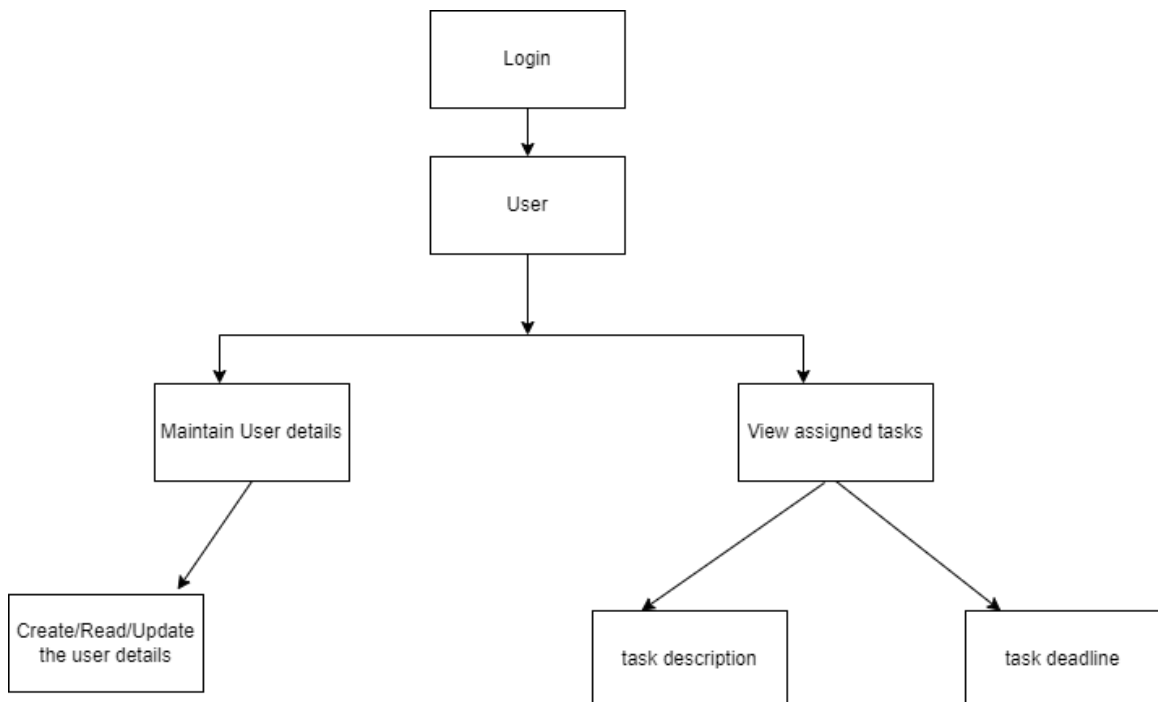 Login
User
Maintain User details
View assigned tasks
Create/Read/Update
the user details
task description
task deadline